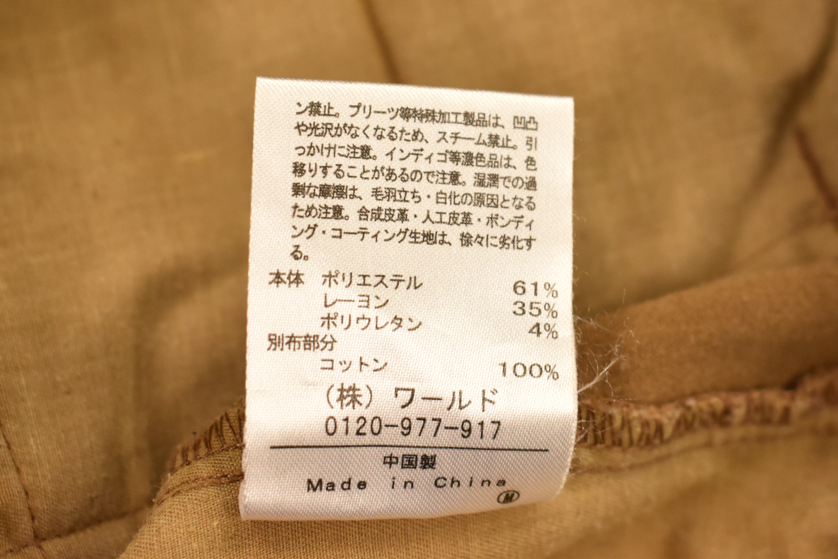 ン禁止。プリーツ等特殊加工製品は、凹凸
や光沢がなくなるため、スチーム禁止。引
っかけに注意。インディゴ等濃色品は、色
移りすることがあるので注意。湿潤での過
剰な摩擦は、毛羽立ち・白化の原因となる
ため注意。合成皮革・人工皮革・ボンディ
ング・コーティング生地は、徐々に劣化す
る。
本体 ポリエステル 61%
レーヨン 35%
ポリウレタン 4%
別布部分
コットン 100%
(株) ワールド
0120-977-917
中国製
Made in China
M